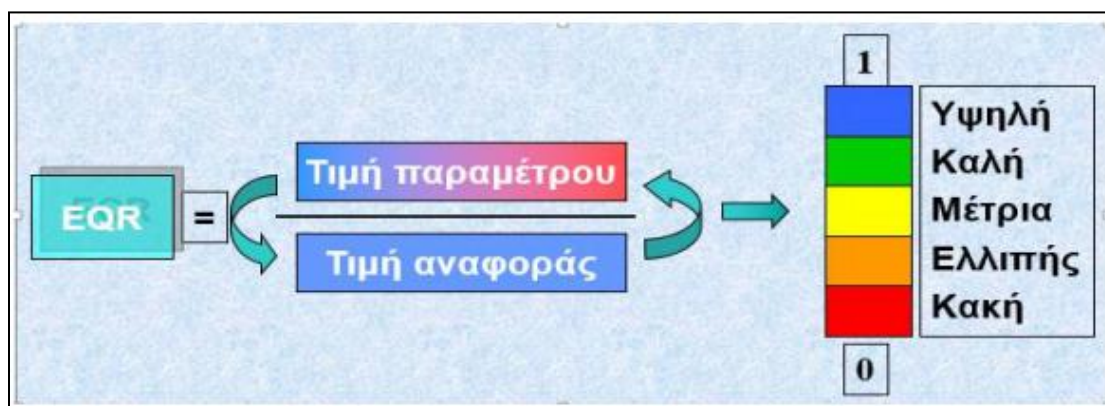 EQR
=
Τιμή παραμέτρου
Τιμή αναφοράς
1
Υψηλή
Καλή
Μέτρια
Ελλιπής
Κακή
0